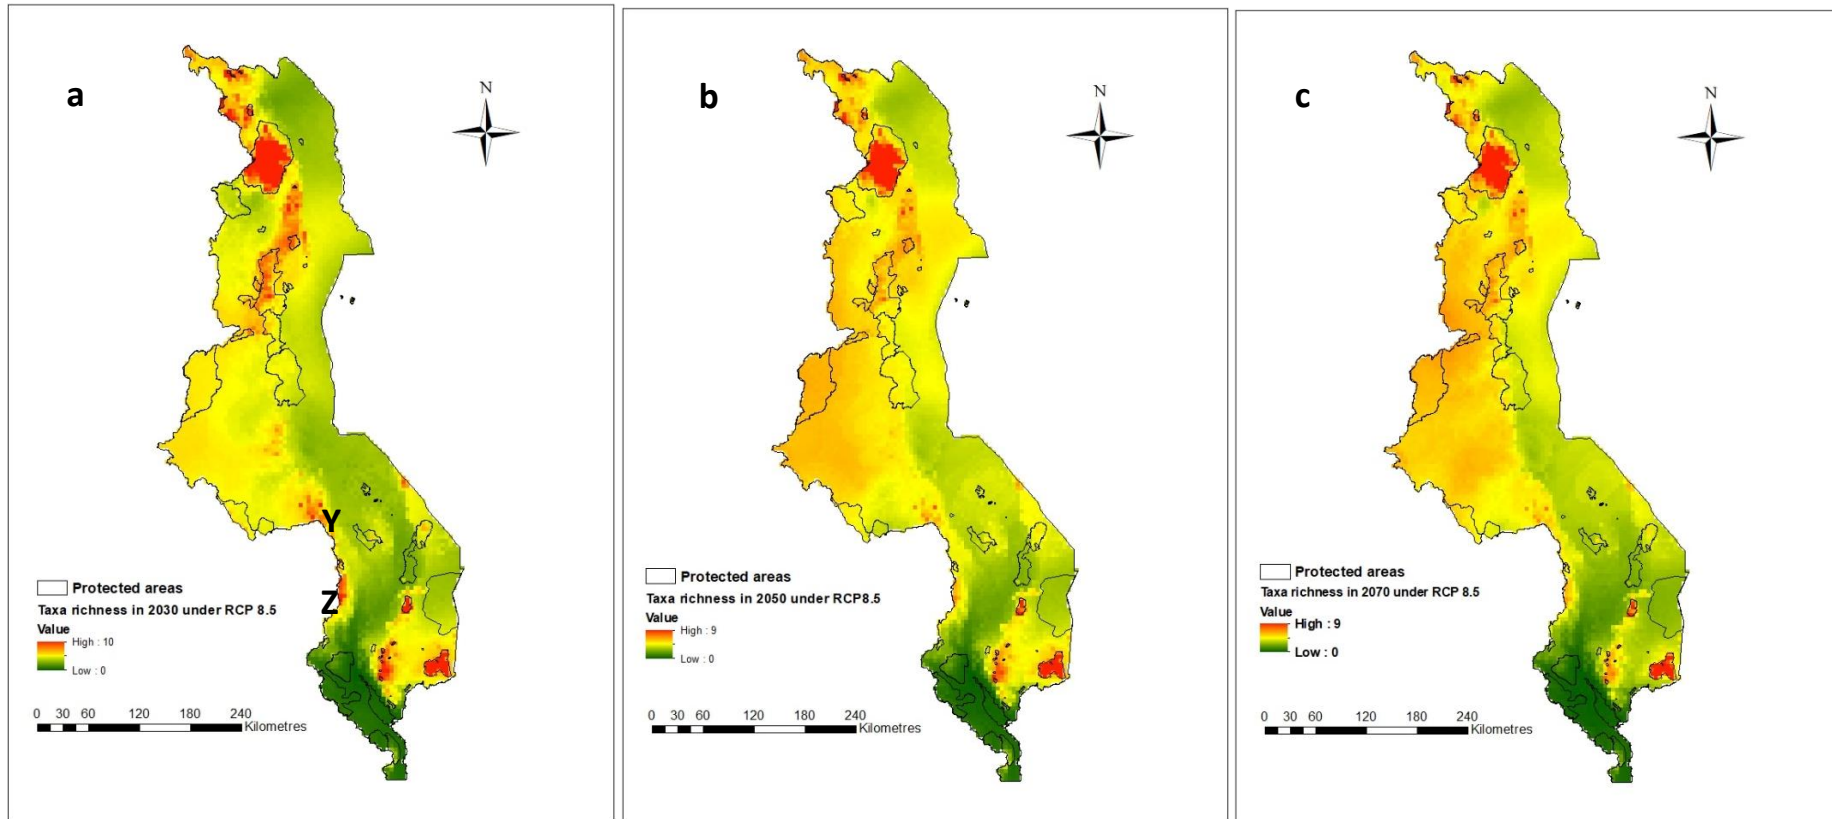 a
N
Y
Z
Protected areas
Taxa richness in 2030 under RCP 8.5
Value
High : 10
Low : 0
0 30 60 120 180 240
Kilometres
b
N
Protected areas
Taxa richness in 2050 under RCP8.5
Value
High : 9
Low : 0
0 30 60 120 180 240
Kilometres
c
N
Protected areas
Taxa richness in 2070 under RCP 8.5
Value
High : 9
Low : 0
0 30 60 120 180 240
Kilometres